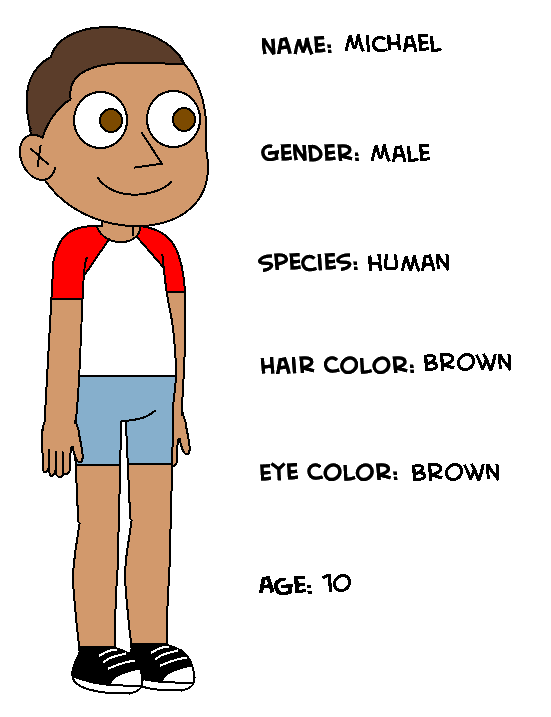 NAME: MICHAEL
GENDER: MALE
SPECIES: HUMAN
HAIR COLOR: BROWN
EYE COLOR: BROWN
AGE: 10